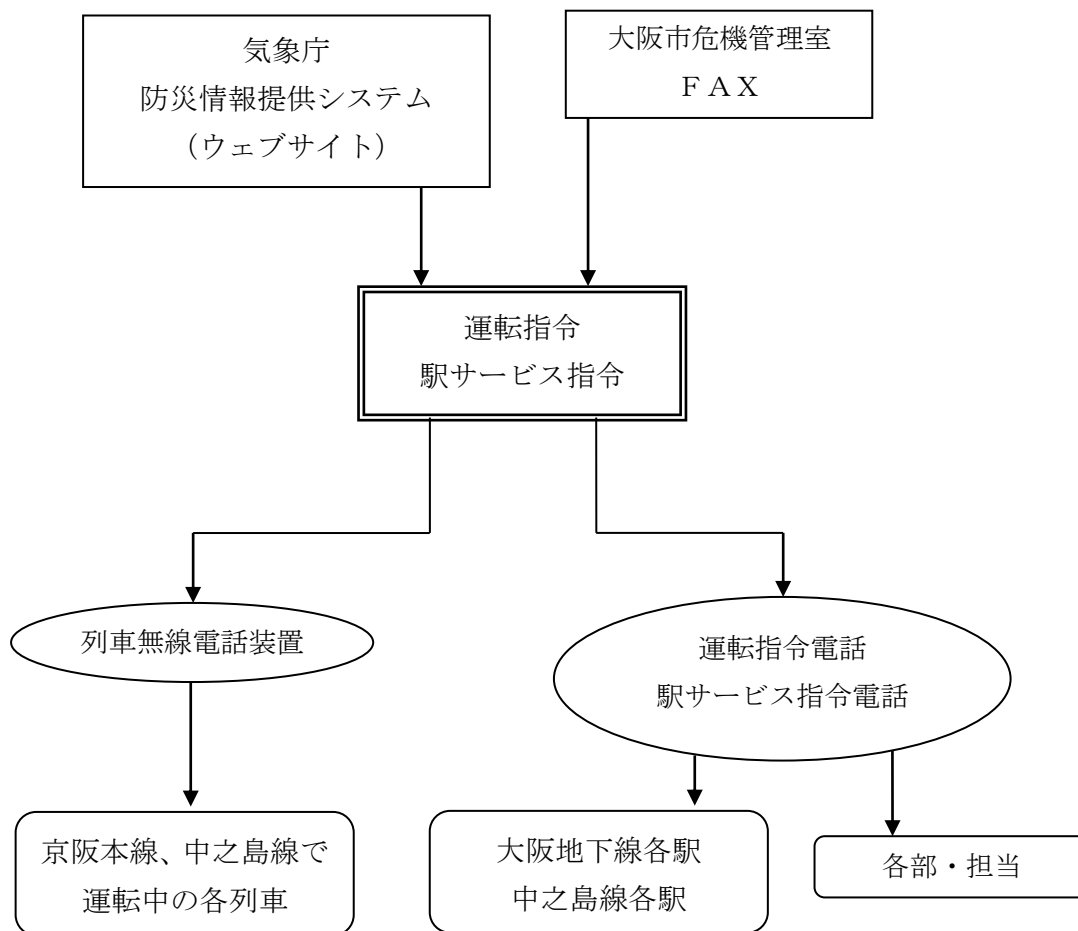 気象庁
防災情報提供システム
（ウェブサイト）
大阪市危機管理室
ＦＡＸ
運転指令
駅サービス指令
列車無線電話装置
運転指令電話
駅サービス指令電話
京阪本線、中之島線で
運転中の各列車
大阪地下線各駅
中之島線各駅
各部・担当